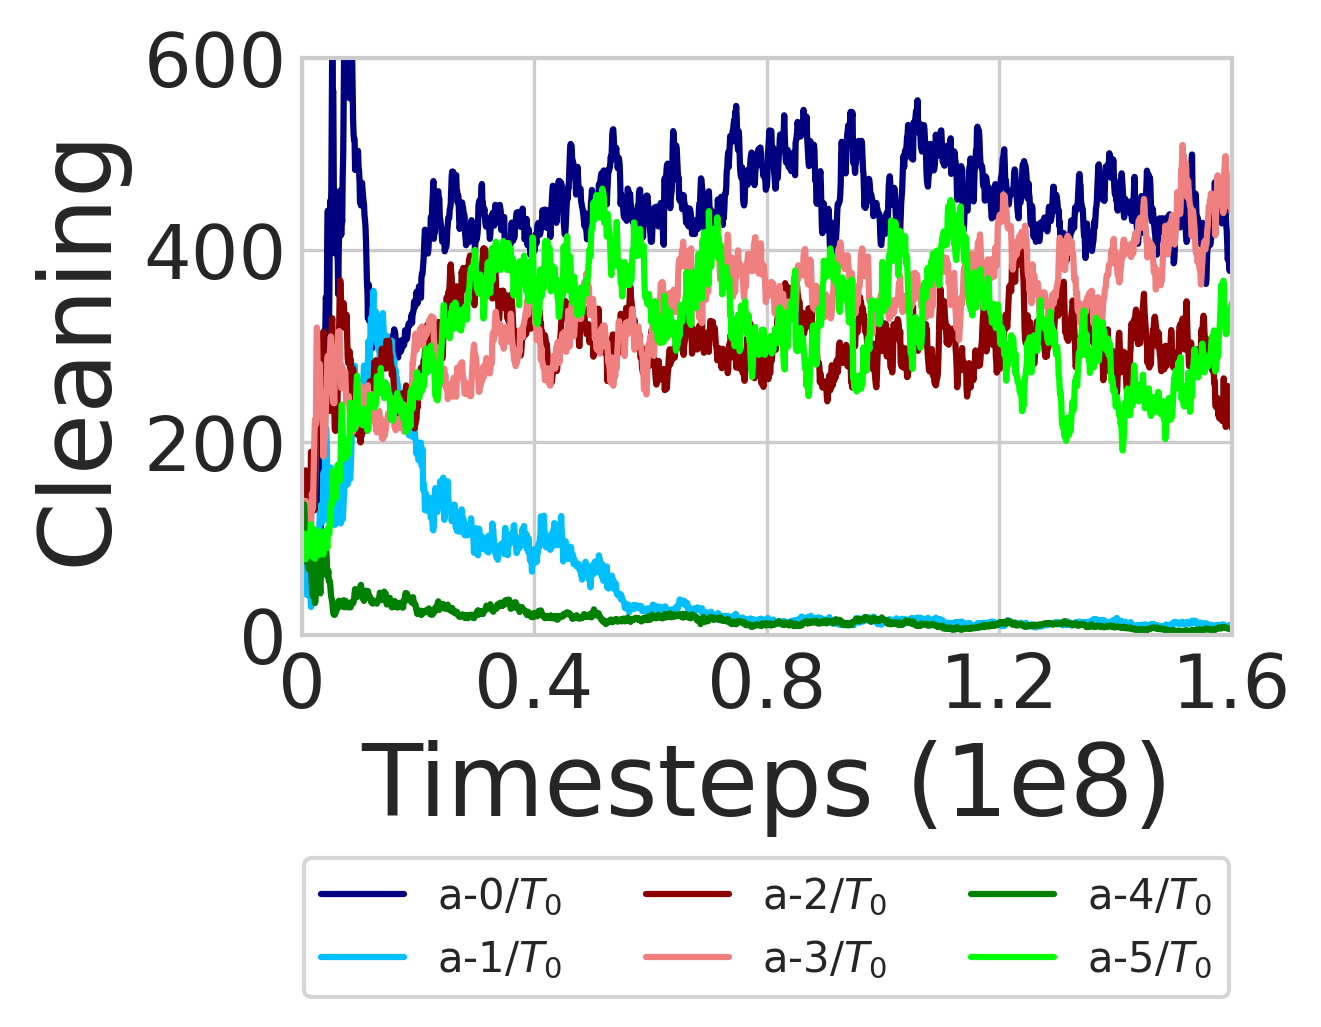 600
400
200
0
Cleaning
0 0.4 0.8 1.2 1.6
Timesteps (1e8)
a-0/T₀ a-2/T₀ a-4/T₀
a-1/T₀ a-3/T₀ a-5/T₀